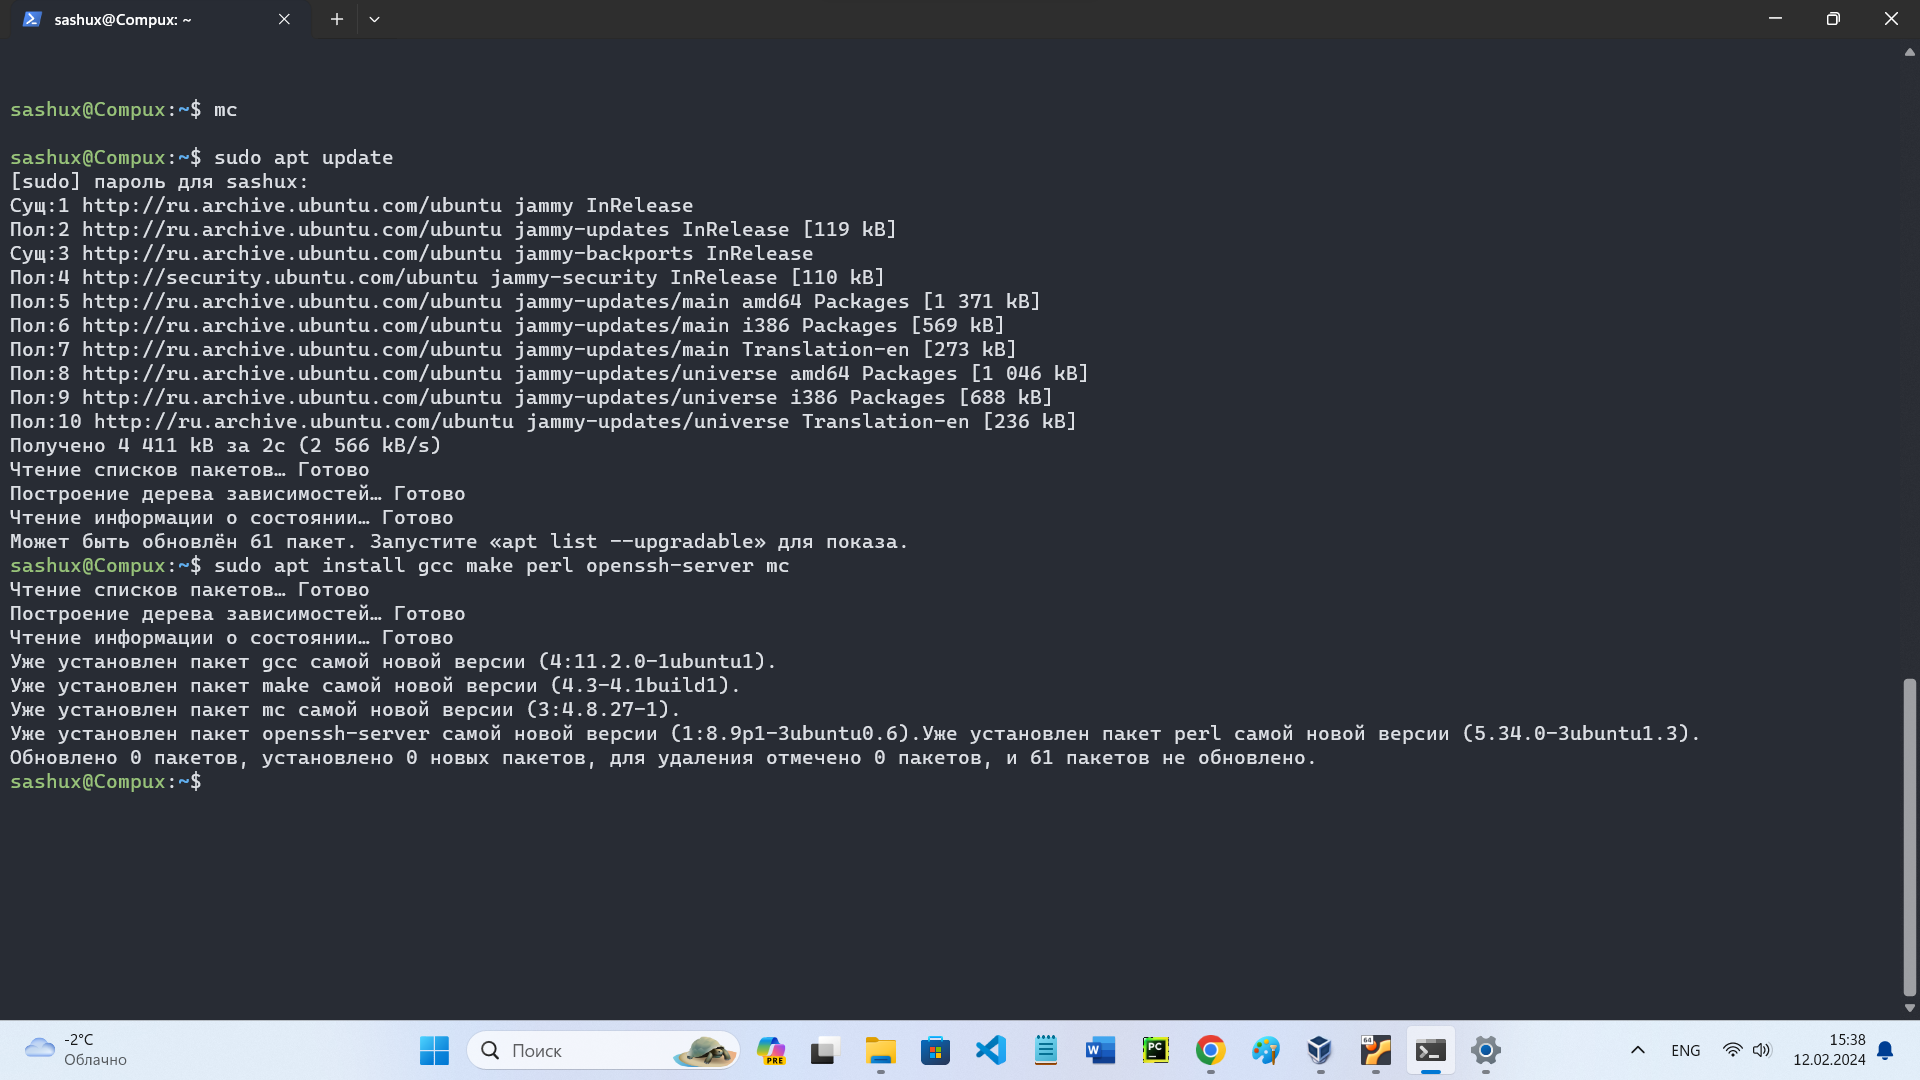 sashux@Compux: ~
sashux@Compux:~$ mc
sashux@Compux:~$ sudo apt update
[sudo] пароль для sashux:
Сущ:1 http://ru.archive.ubuntu.com/ubuntu jammy InRelease
Пол:2 http://ru.archive.ubuntu.com/ubuntu jammy-updates InRelease [119 kB]
Сущ:3 http://ru.archive.ubuntu.com/ubuntu jammy-backports InRelease
Пол:4 http://security.ubuntu.com/ubuntu jammy-security InRelease [110 kB]
Пол:5 http://ru.archive.ubuntu.com/ubuntu jammy-updates/main amd64 Packages [1 371 kB]
Пол:6 http://ru.archive.ubuntu.com/ubuntu jammy-updates/main i386 Packages [569 kB]
Пол:7 http://ru.archive.ubuntu.com/ubuntu jammy-updates/main Translation-en [273 kB]
Пол:8 http://ru.archive.ubuntu.com/ubuntu jammy-updates/universe amd64 Packages [1 046 kB]
Пол:9 http://ru.archive.ubuntu.com/ubuntu jammy-updates/universe i386 Packages [688 kB]
Пол:10 http://ru.archive.ubuntu.com/ubuntu jammy-updates/universe Translation-en [236 kB]
Получено 4 411 kB за 2с (2 566 kB/s)
Чтение списков пакетов… Готово
Построение дерева зависимостей… Готово
Чтение информации о состоянии… Готово
Может быть обновлён 61 пакет. Запустите «apt list --upgradable» для показа.
sashux@Compux:~$ sudo apt install gcc make perl openssh-server mc
Чтение списков пакетов… Готово
Построение дерева зависимостей… Готово
Чтение информации о состоянии… Готово
Уже установлен пакет gcc самой новой версии (4:11.2.0-1ubuntu1).
Уже установлен пакет make самой новой версии (4.3-4.1build1).
Уже установлен пакет mc самой новой версии (3:4.8.27-1).
Уже установлен пакет openssh-server самой новой версии (1:8.9p1-3ubuntu0.6).Уже установлен пакет perl самой новой версии (5.34.0-3ubuntu1.3).
Обновлено 0 пакетов, установлено 0 новых пакетов, для удаления отмечено 0 пакетов, и 61 пакетов не обновлено.
sashux@Compux:~$
-2°C
Облачно
Поиск
PRE
W
PC
64
ENG
15:38
12.02.2024